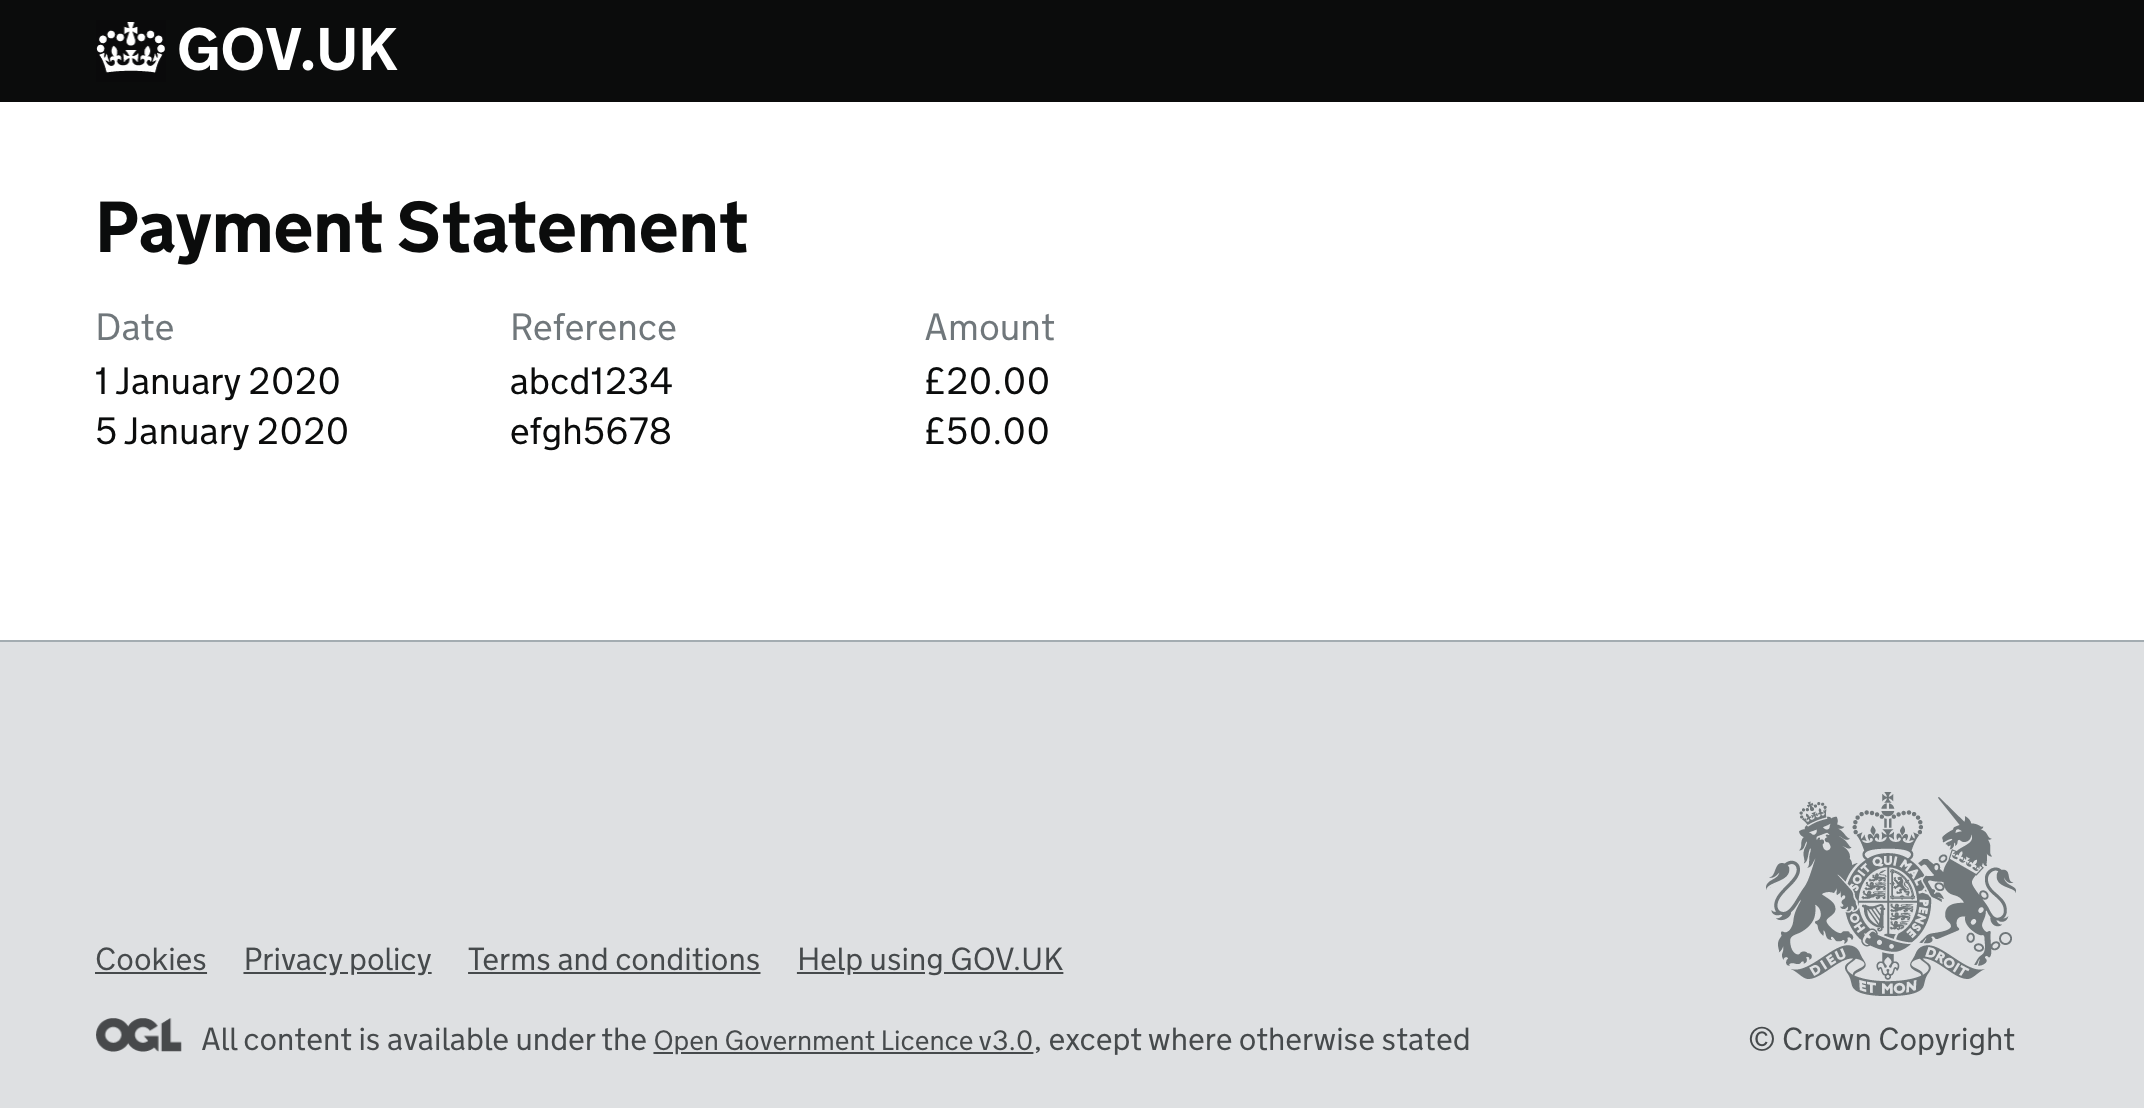 GOV.UK
Payment Statement
Date Reference Amount
1 January 2020 abcd1234 £20.00
5 January 2020 efgh5678 £50.00
SOIT QUI MAL Y PENSE HON
DIEU ET MON DROIT
Cookies Privacy policy Terms and conditions Help using GOV.UK
OGL All content is available under the Open Government Licence v3.0, except where otherwise stated
© Crown Copyright